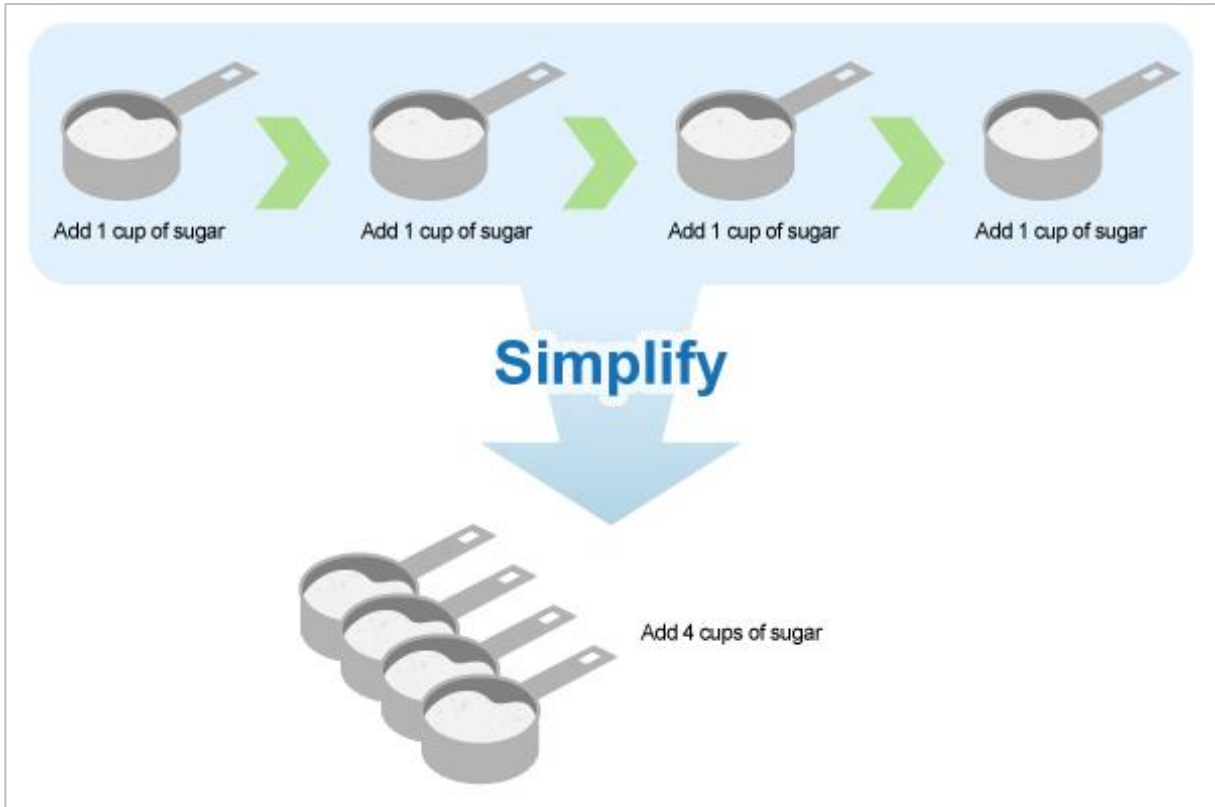 Add 1 cup of sugar
Add 1 cup of sugar
Add 1 cup of sugar
Add 1 cup of sugar
Simplify
Add 4 cups of sugar